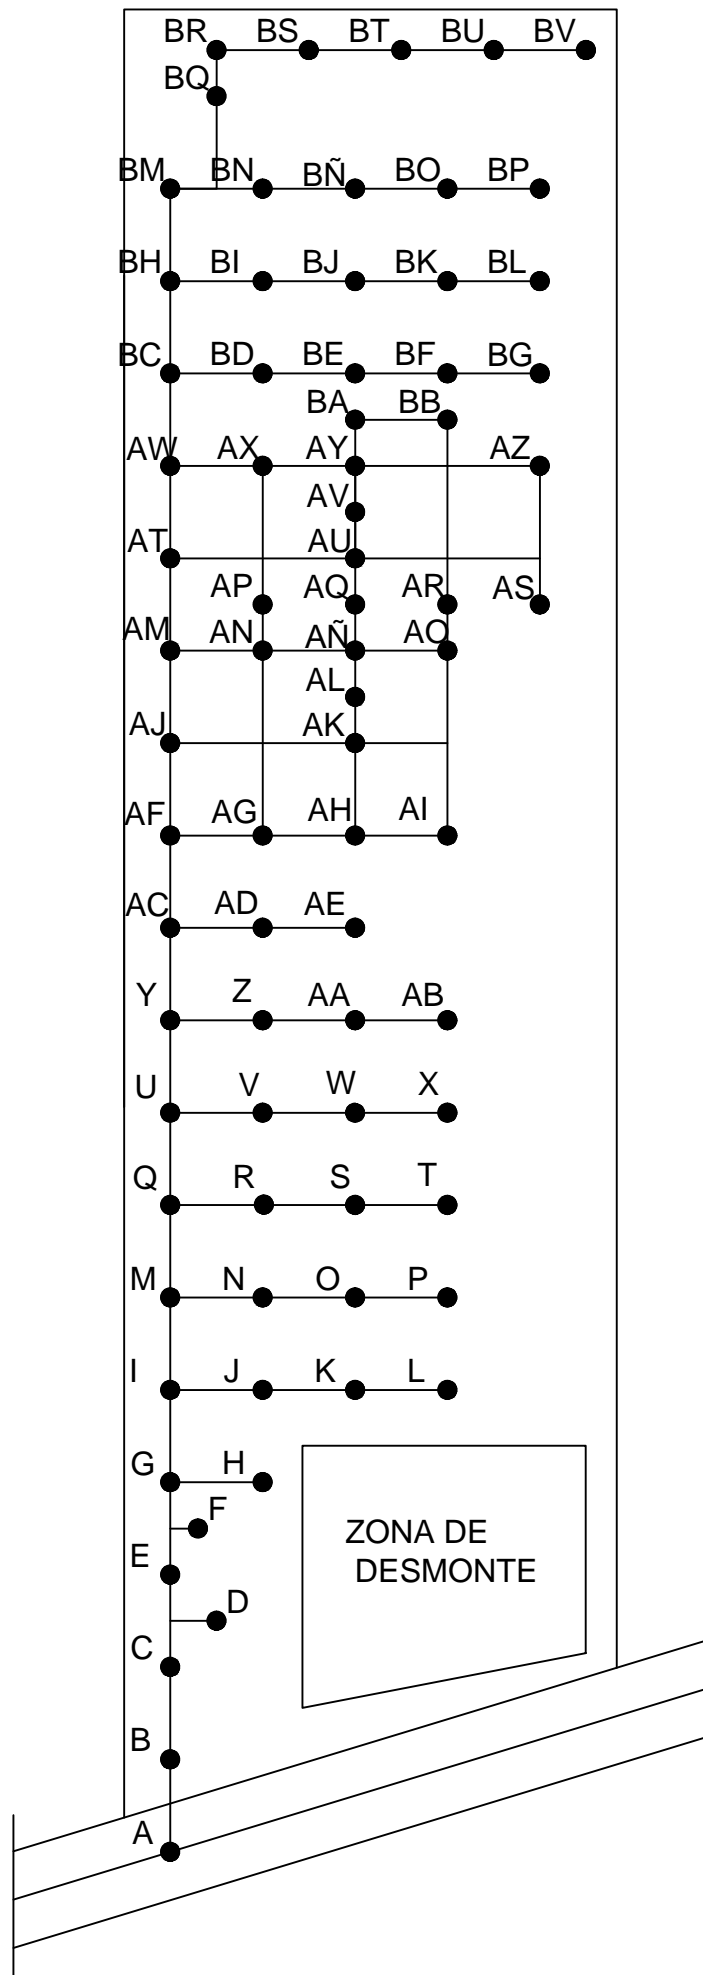 BR BS BT BU BV
BQ
BM BN BÑ BO BP
BH BI BJ BK BL
BC BD BE BF BG
BA BB
AW AX AY AZ
AV
AT AU
AP AQ AR AS
AM AN AÑ AO
AL
AJ AK
AF AG AH AI
AC AD AE
Y Z AA AB
U V W X
Q R S T
M N O P
I J K L
G H
F
ZONA DE
E
DESMONTE
D
C
B
A